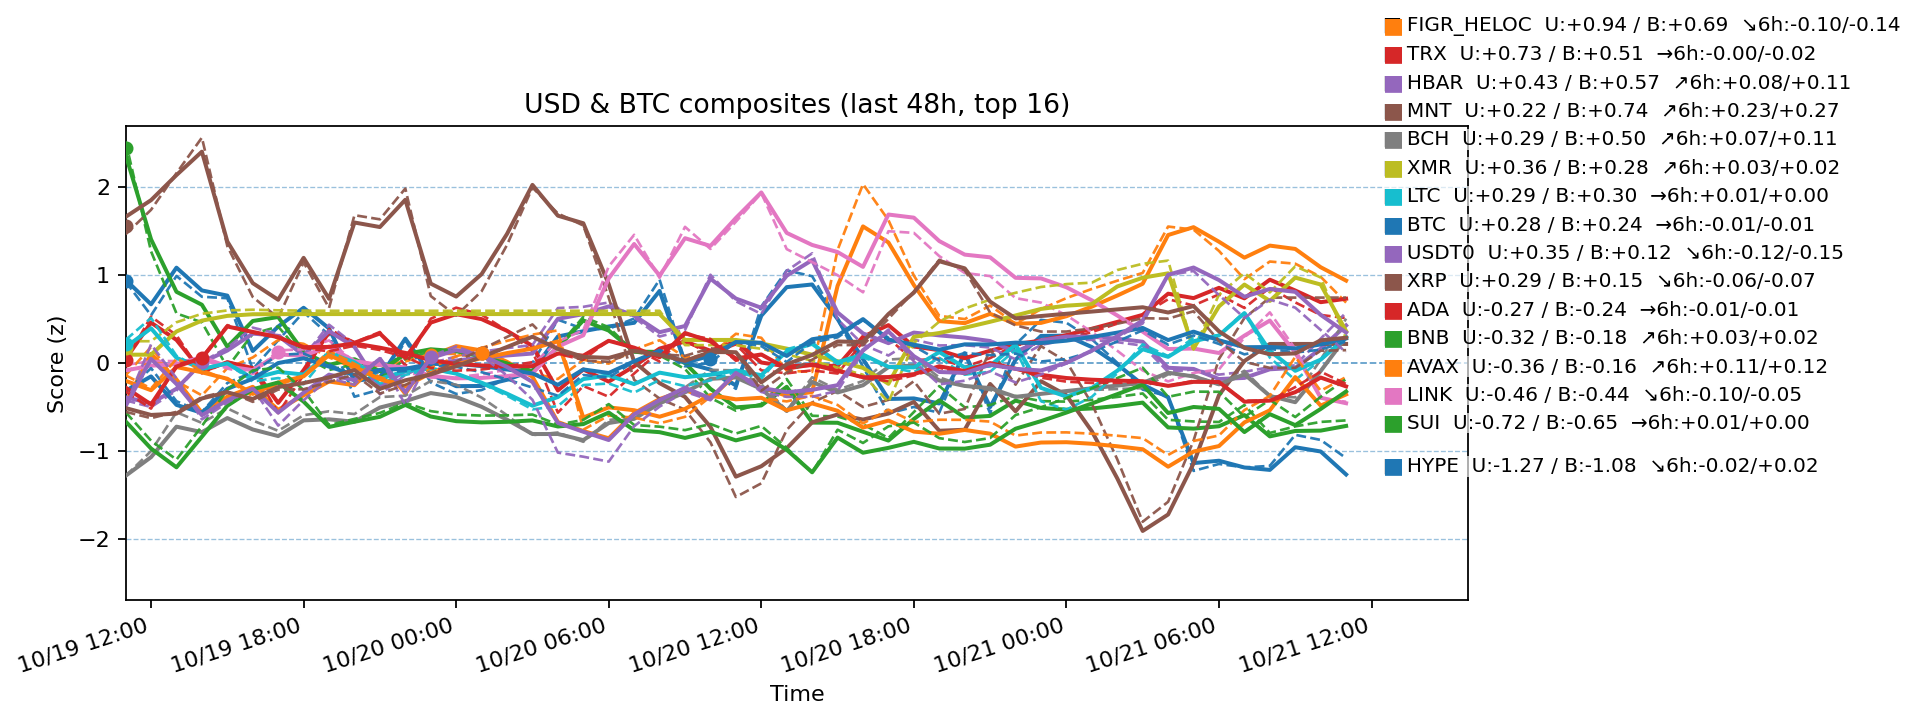 FIGR_HELOC U:+0.94 / B:+0.69 ↘6h:-0.10/-0.14
TRX U:+0.73 / B:+0.51 →6h:-0.00/-0.02
HBAR U:+0.43 / B:+0.57 ↗6h:+0.08/+0.11
USD & BTC composites (last 48h, top 16)
MNT U:+0.22 / B:+0.74 ↗6h:+0.23/+0.27
BCH U:+0.29 / B:+0.50 ↗6h:+0.07/+0.11
XMR U:+0.36 / B:+0.28 ↗6h:+0.03/+0.02
LTC U:+0.29 / B:+0.30 →6h:+0.01/+0.00
BTC U:+0.28 / B:+0.24 →6h:-0.01/-0.01
USDT0 U:+0.35 / B:+0.12 ↘6h:-0.12/-0.15
XRP U:+0.29 / B:+0.15 ↘6h:-0.06/-0.07
ADA U:-0.27 / B:-0.24 →6h:-0.01/-0.01
BNB U:-0.32 / B:-0.18 ↗6h:+0.03/+0.02
AVAX U:-0.36 / B:-0.16 ↗6h:+0.11/+0.12
LINK U:-0.46 / B:-0.44 ↘6h:-0.10/-0.05
SUI U:-0.72 / B:-0.65 →6h:+0.01/+0.00
HYPE U:-1.27 / B:-1.08 ↘6h:-0.02/+0.02
Score (z)
2
1
0
−1
−2
10/19 12:00
10/19 18:00
10/20 00:00
10/20 06:00
10/20 12:00
10/20 18:00
10/21 00:00
10/21 06:00
10/21 12:00
Time